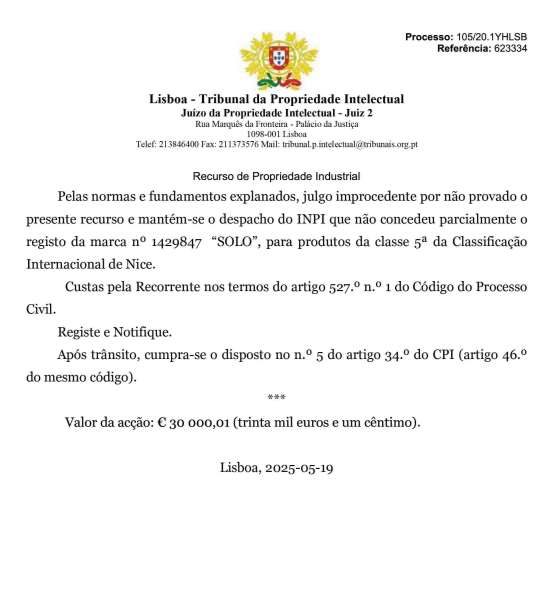 Processo: 105/20.1YHLSB
Referência: 623334
Lisboa - Tribunal da Propriedade Intelectual
Juízo da Propriedade Intelectual - Juiz 2
Rua Marquês da Fronteira - Palácio da Justiça
1098-001 Lisboa
Telef: 213846400 Fax: 211373576 Mail: tribunal.p.intelectual@tribunais.org.pt
Recurso de Propriedade Industrial
Pelas normas e fundamentos explanados, julgo improcedente por não provado o
presente recurso e mantém-se o despacho do INPI que não concedeu parcialmente o
registo da marca nº 1429847 “SOLO”, para produtos da classe 5ª da Classificação
Internacional de Nice.
Custas pela Recorrente nos termos do artigo 527.º n.º 1 do Código do Processo
Civil.
Registe e Notifique.
Após trânsito, cumpra-se o disposto no n.º 5 do artigo 34.º do CPI (artigo 46.º
do mesmo código).
***
Valor da acção: € 30 000,01 (trinta mil euros e um cêntimo).
Lisboa, 2025-05-19